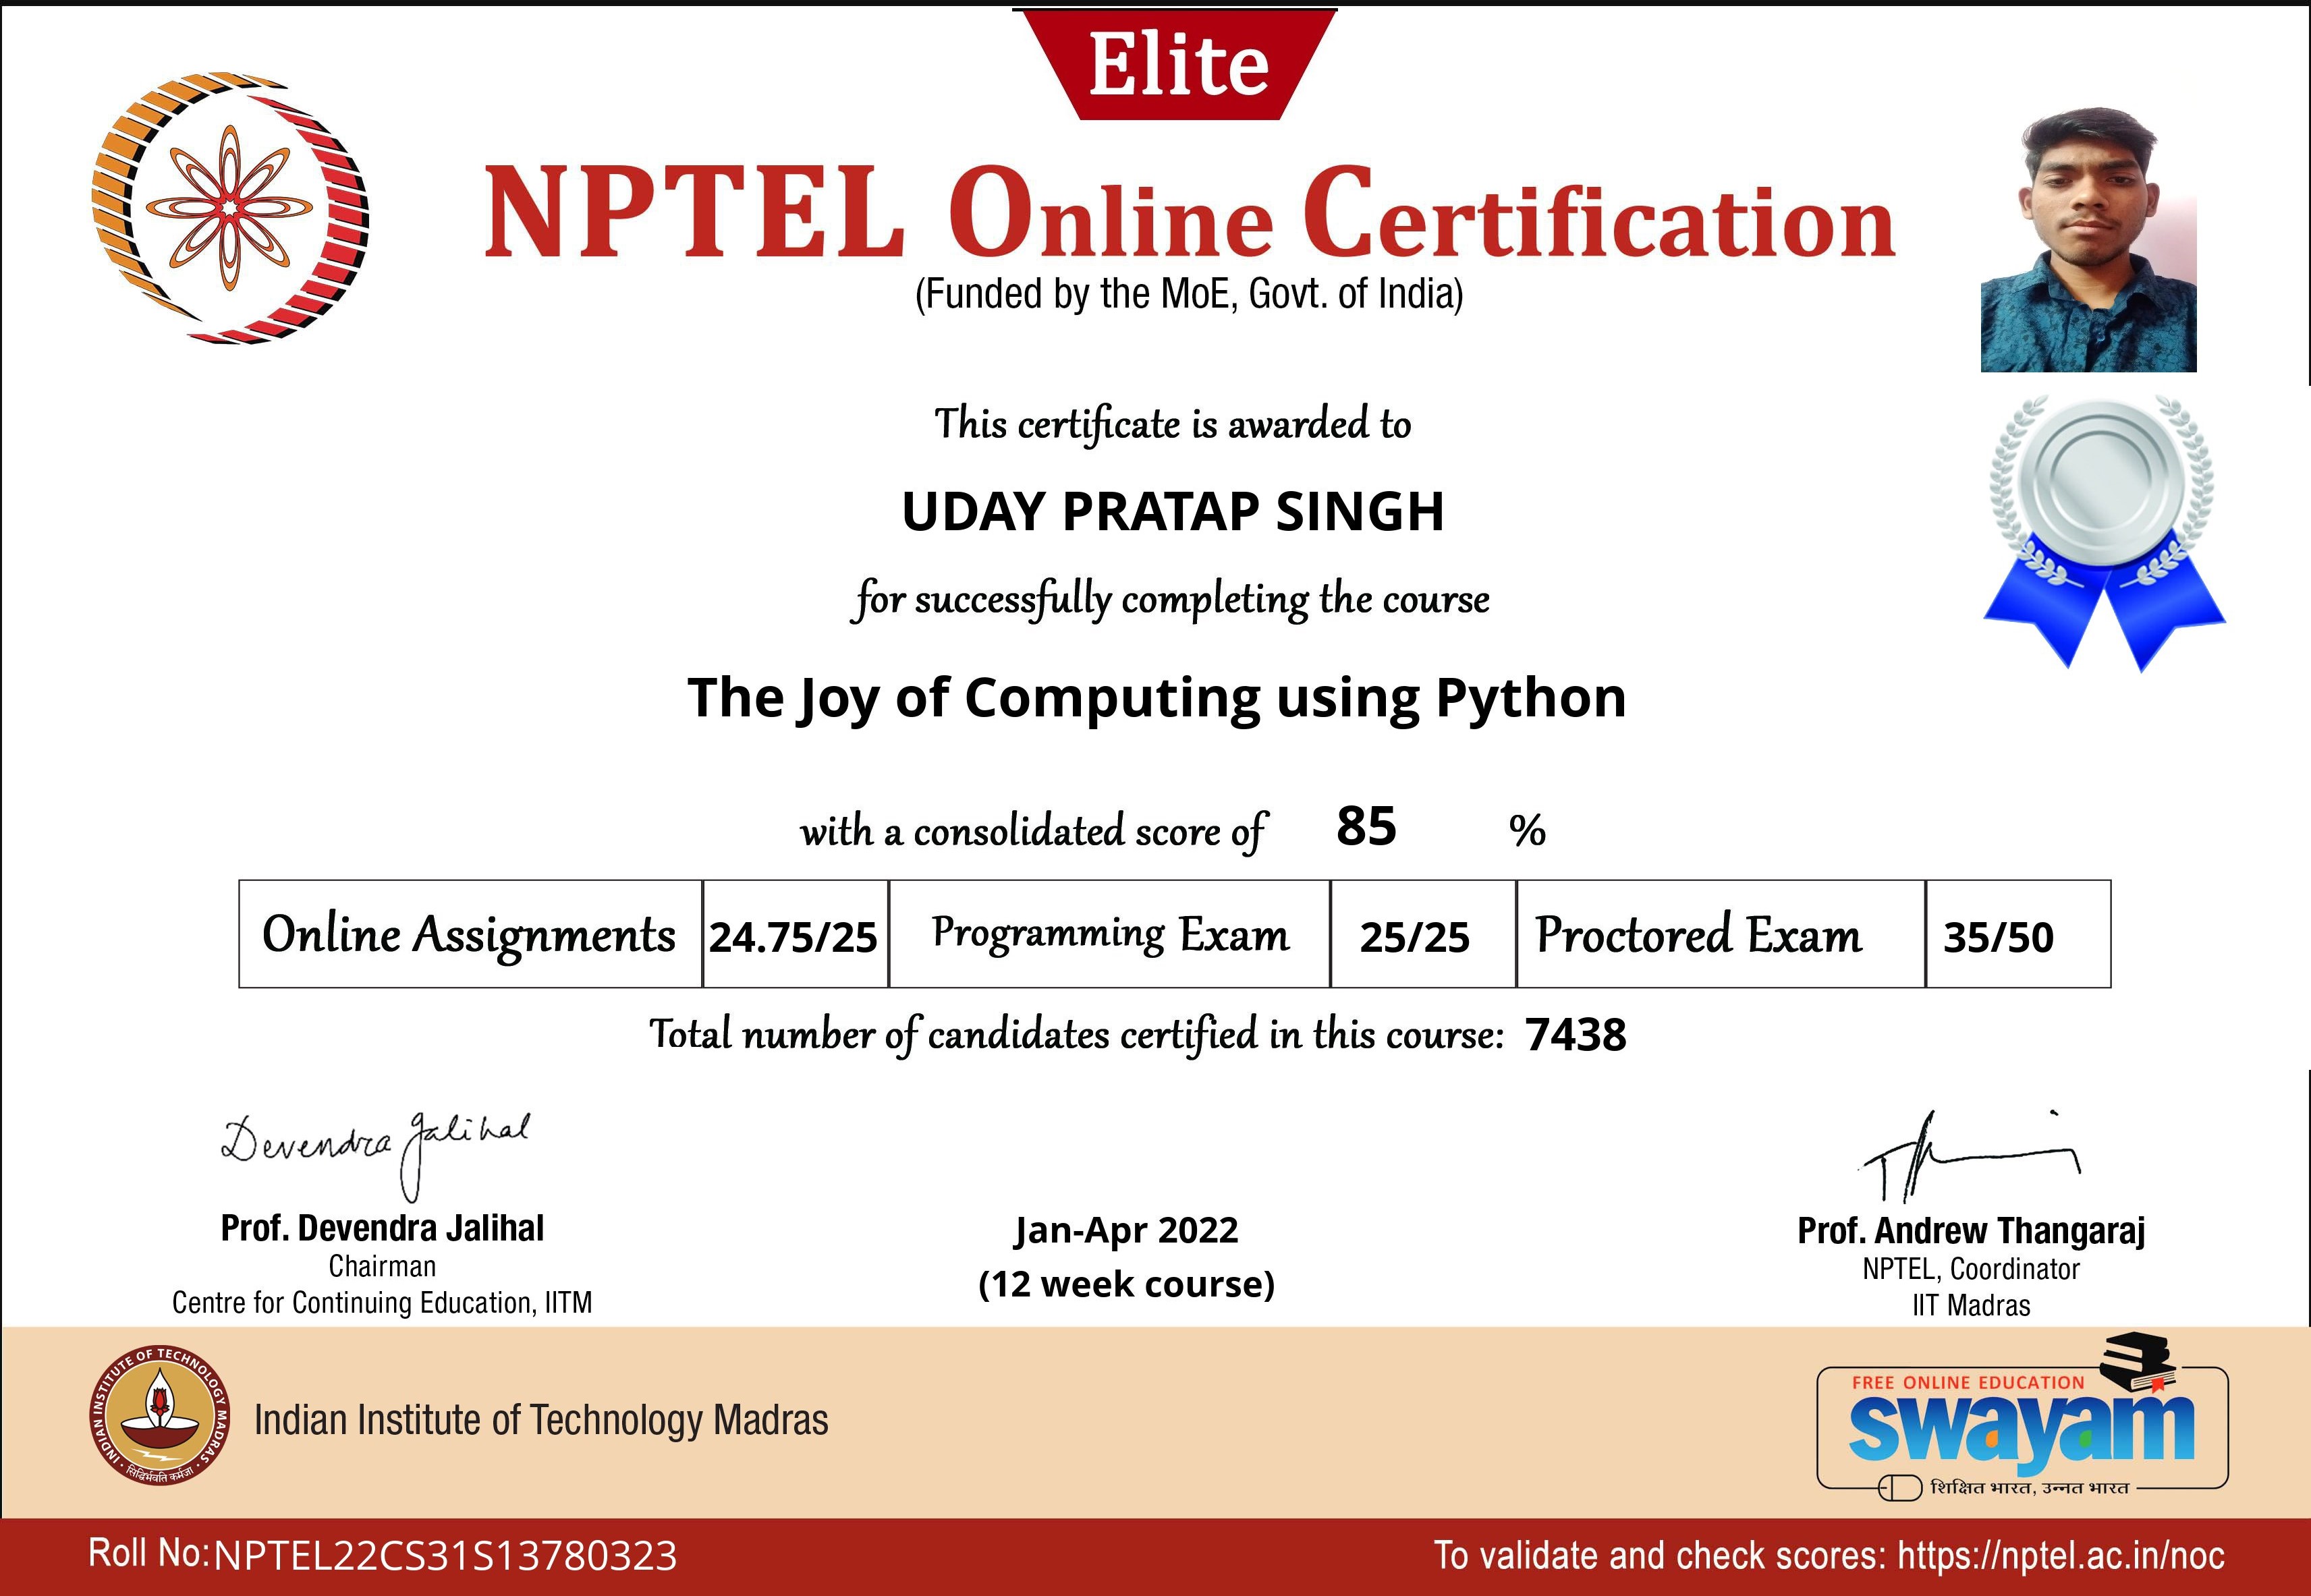 Elite
NPTEL Online Certification
(Funded by the MoE, Govt. of India)
This certificate is awarded to
UDAY PRATAP SINGH
for successfully completing the course
The Joy of Computing using Python
with a consolidated score of 85 %
Online Assignments 24.75/25 Programming Exam 25/25 Proctored Exam 35/50
Total number of candidates certified in this course: 7438
Devendra Jalihal
Prof. Devendra Jalihal
Chairman
Centre for Continuing Education, IITM
Jan-Apr 2022
(12 week course)
Prof. Andrew Thangaraj
NPTEL, Coordinator
IIT Madras
INDIAN INSTITUTE OF TECHNOLOGY MADRAS
सिद्धिर्भवति कर्मजा
Indian Institute of Technology Madras
FREE ONLINE EDUCATION
swayam
शिक्षित भारत, उन्नत भारत
Roll No:NPTEL22CS31S13780323
To validate and check scores: https://nptel.ac.in/noc